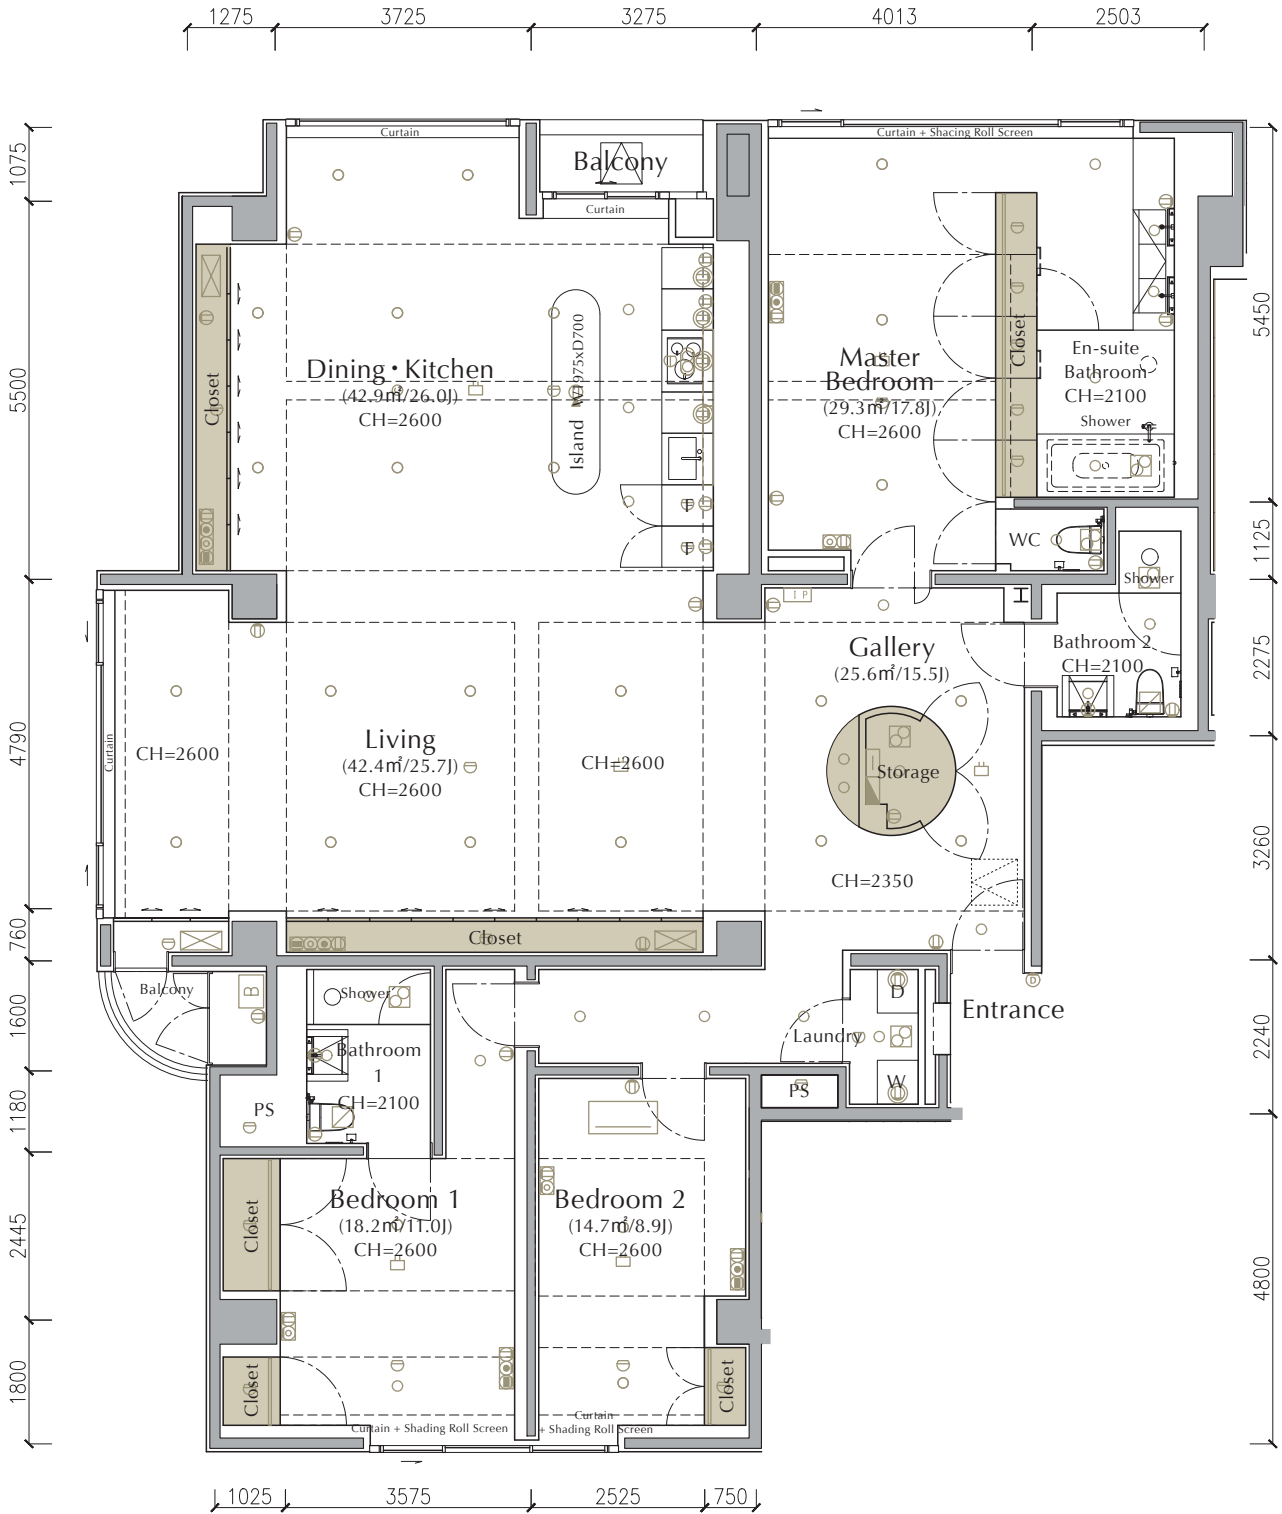 1275
3725
3275
4013
2503
1075
5500
4790
760
1600
1180
2445
1800
5450
1125
2275
3260
2240
4800
1025
3575
2525
750
Curtain
Balcony
Curtain
Curtain + Shacing Roll Screen
Closet
Dining・Kitchen
(42.9㎡/26.0J)
CH=2600
Island W1975xD700
Master
Bedroom
(29.3㎡/17.8J)
CH=2600
Closet
En-suite
Bathroom
CH=2100
Shower
WC
Shower
Bathroom 2
CH=2100
I P
Gallery
(25.6㎡/15.5J)
Storage
CH=2350
Curtain
CH=2600
Living
(42.4㎡/25.7J)
CH=2600
CH=2600
Closet
Balcony
B
Shower
Bathroom
1
CH=2100
PS
D
Laundry
W
PS
D
Entrance
Closet
Bedroom 1
(18.2㎡/11.0J)
CH=2600
Bedroom 2
(14.7㎡/8.9J)
CH=2600
Closet
Closet
Curtain + Shading Roll Screen
Curtain
+ Shading Roll Screen